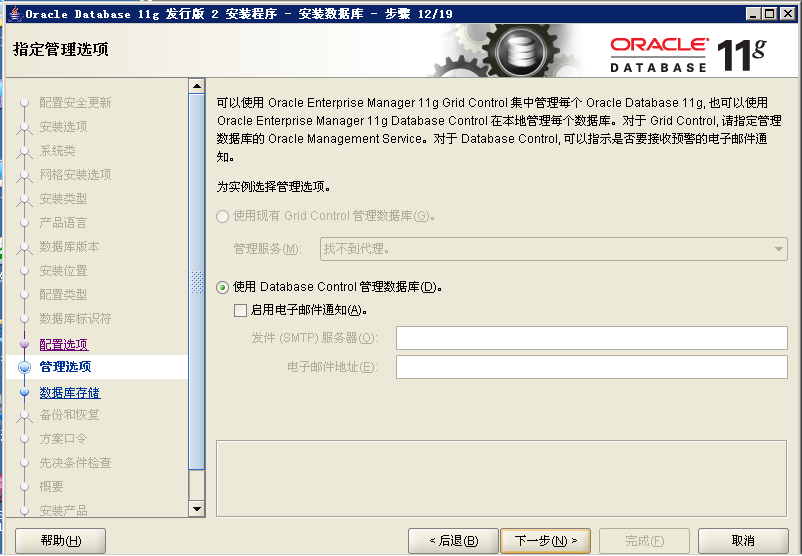 Oracle Database 11g 发行版 2 安装程序 - 安装数据库 - 步骤 12/19
指定管理选项
ORACLE
DATABASE 11g
配置安全更新
安装选项
系统类
网格安装选项
安装类型
产品语言
数据库版本
安装位置
配置类型
数据库标识符
配置选项
管理选项
数据库存储
备份和恢复
方案口令
先决条件检查
概要
安装产品
可以使用 Oracle Enterprise Manager 11g Grid Control 集中管理每个 Oracle Database 11g, 也可以使用
Oracle Enterprise Manager 11g Database Control 在本地管理每个数据库。对于 Grid Control, 请指定管理
数据库的 Oracle Management Service。对于 Database Control, 可以指示是否要接收预警的电子邮件通
知。
为实例选择管理选项。
使用现有 Grid Control 管理数据库(G)。
管理服务(M): 找不到代理。
使用 Database Control 管理数据库(D)。
启用电子邮件通知(A)。
发件 (SMTP) 服务器(O):
电子邮件地址(E):
帮助(H) < 后退(B) 下一步(N) > 完成(F) 取消